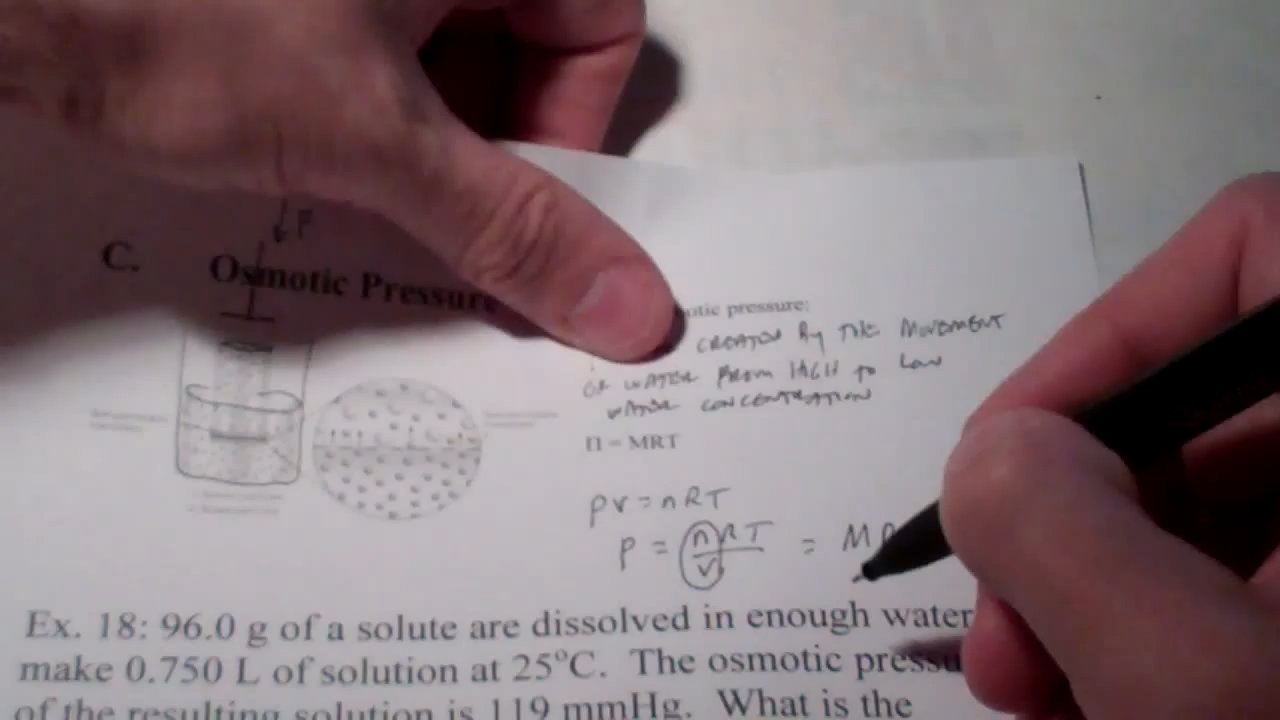 P
C. Osmotic Pressure
otic pressure:
CREATED By THE MOVEMENT
OF WATER FROM HIGH to Low
WATER CONCENTRATION
Π = MRT
PV = nRT
P = nRT/V = MR
Ex. 18: 96.0 g of a solute are dissolved in enough water
make 0.750 L of solution at 25°C. The osmotic pressu
of the resulting solution is 119 mmHg. What is the